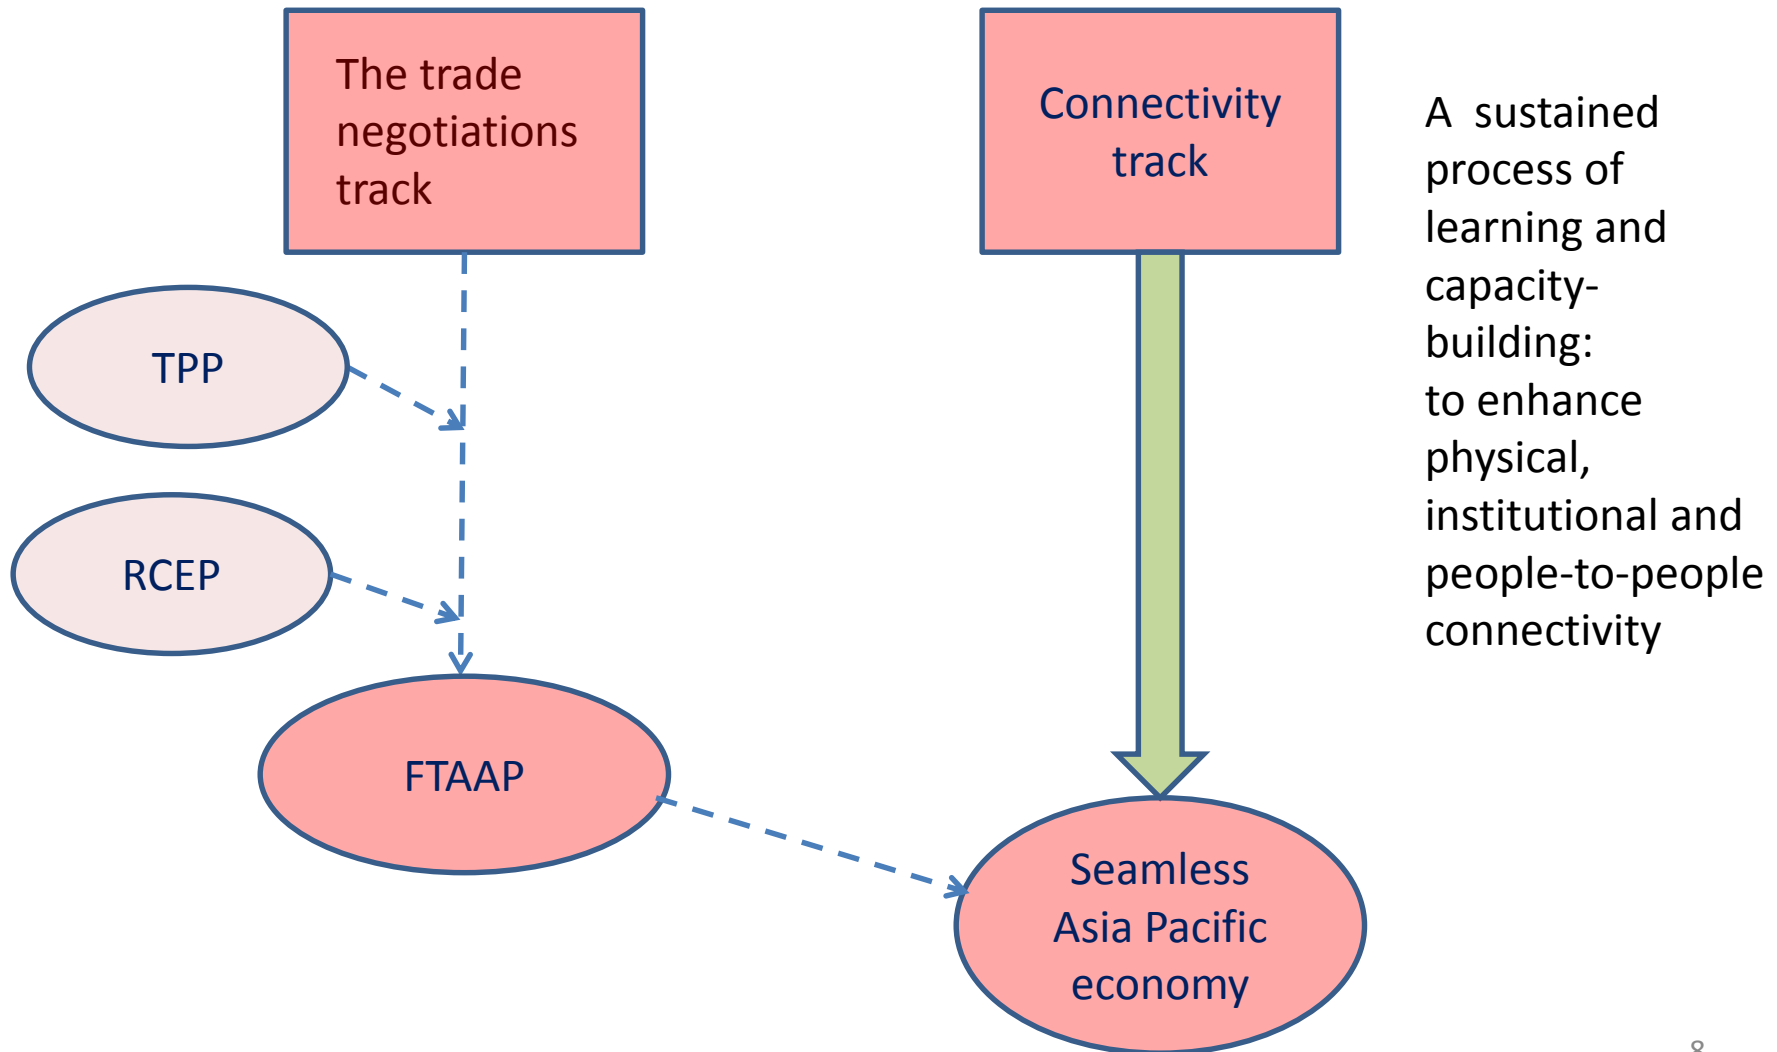 The trade
negotiations
track
Connectivity
track
A  sustained
process of
learning and
capacity-
building:
to enhance
physical,
institutional and
people-to-people
connectivity
TPP
RCEP
FTAAP
Seamless
Asia Pacific
economy
8